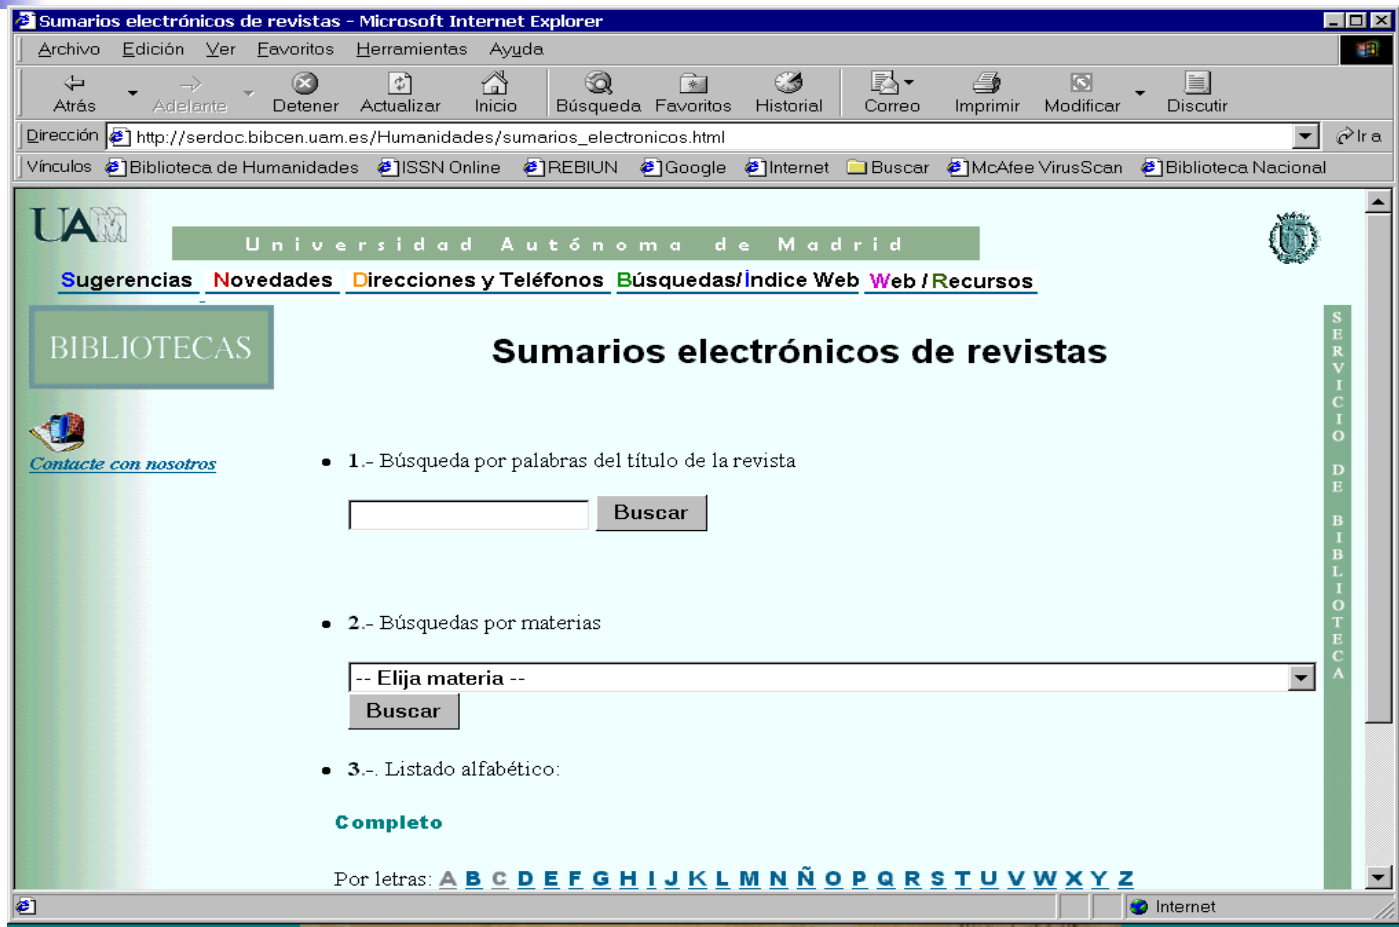 Sumarios electrónicos de revistas - Microsoft Internet Explorer
Archivo Edición Ver Favoritos Herramientas Ayuda
Atrás Adelante Detener Actualizar Inicio Búsqueda Favoritos Historial Correo Imprimir Modificar Discutir
Dirección http://serdoc.bibcen.uam.es/Humanidades/sumarios_electronicos.html Ir a
Vínculos Biblioteca de Humanidades ISSN Online REBIUN Google Internet Buscar McAfee VirusScan Biblioteca Nacional
UAM
Universidad Autónoma de Madrid
Sugerencias Novedades Direcciones y Teléfonos Búsquedas/Índice Web Web / Recursos
BIBLIOTECAS
Sumarios electrónicos de revistas
SERVICIO DE BIBLIOTECA
Contacte con nosotros
1.- Búsqueda por palabras del título de la revista
Buscar
2.- Búsquedas por materias
-- Elija materia --
Buscar
3.-. Listado alfabético:
Completo
Por letras: A B C D E F G H I J K L M N Ñ O P Q R S T U V W X Y Z
Internet